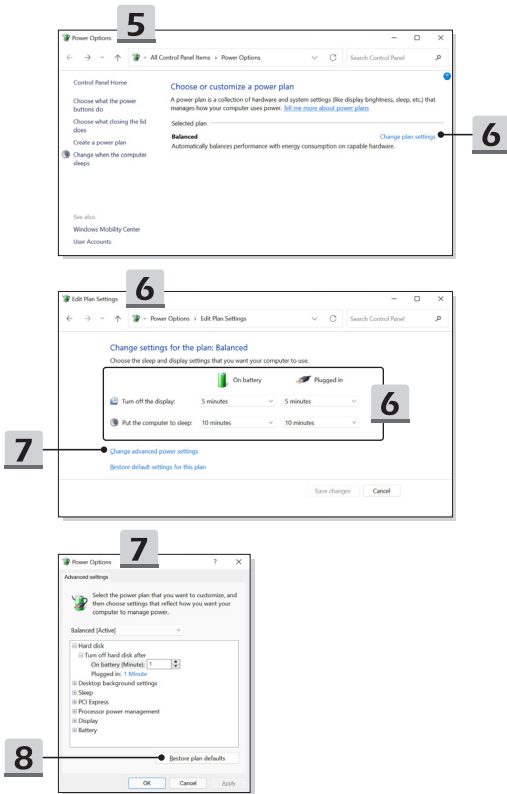 5
Power Options
All Control Panel Items > Power Options
Search Control Panel
Control Panel Home
Choose what the power
buttons do
Choose what closing the lid
does
Create a power plan
Change when the computer
sleeps
See also
Windows Mobility Center
User Accounts
Choose or customize a power plan
A power plan is a collection of hardware and system settings (like display brightness, sleep, etc.) that
manages how your computer uses power. Tell me more about power plans
Selected plan
Balanced
Change plan settings
Automatically balances performance with energy consumption on capable hardware.
6
6
Edit Plan Settings
Power Options > Edit Plan Settings
Search Control Panel
Change settings for the plan: Balanced
Choose the sleep and display settings that you want your computer to use.
On battery
Plugged in
Turn off the display: 5 minutes 5 minutes
Put the computer to sleep: 10 minutes 10 minutes
6
7
Change advanced power settings
Restore default settings for this plan
Save changes Cancel
7
Power Options
?
Advanced settings
Select the power plan that you want to customize, and
then choose settings that reflect how you want your
computer to manage power.
Balanced [Active]
Hard disk
Turn off hard disk after
On battery (Minute): 1
Plugged in: 1 Minute
Desktop background settings
Sleep
PCI Express
Processor power management
Display
Battery
8
Restore plan defaults
OK Cancel Apply